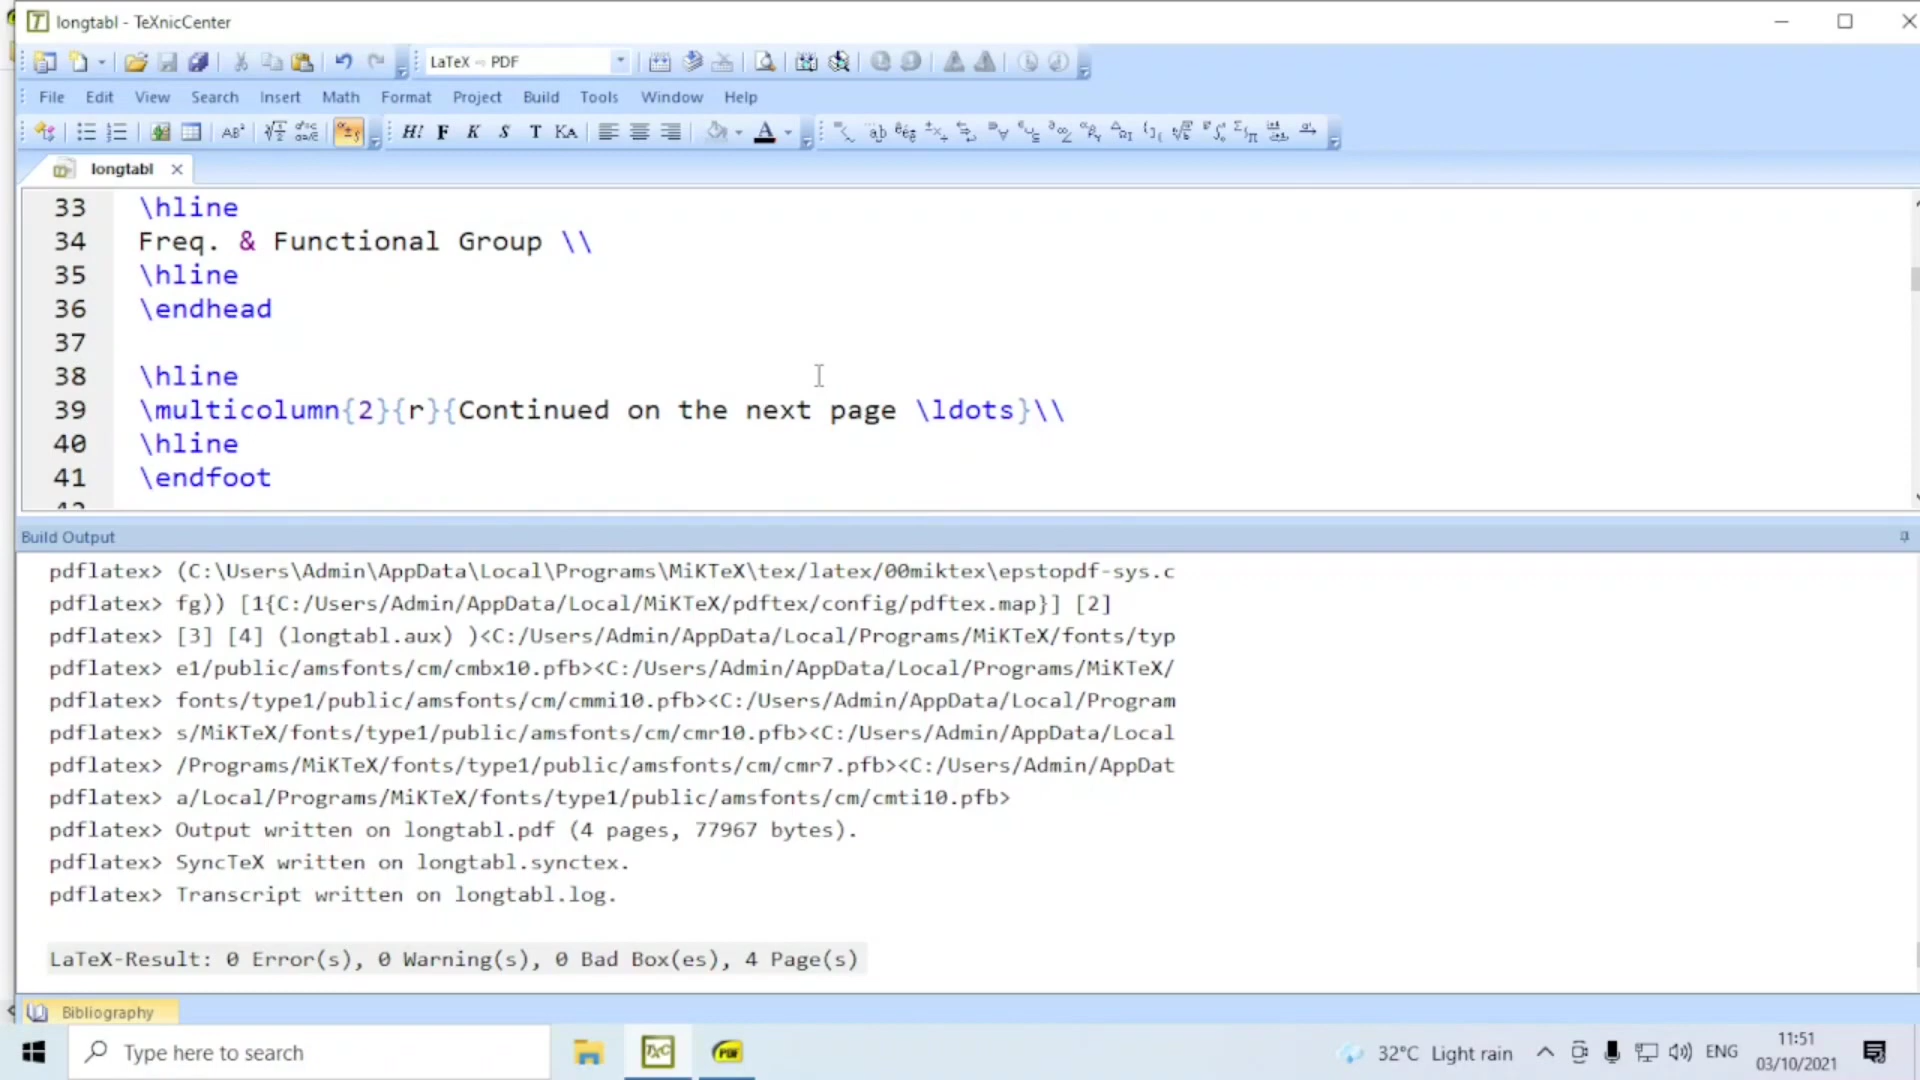 longtabl - TeXnicCenter
LaTeX ⇨ PDF
File Edit View Search Insert Math Format Project Build Tools Window Help
H! F K S T KA
longtabl
33 \hline
34 Freq. & Functional Group \\
35 \hline
36 \endhead
37
38 \hline
39 \multicolumn{2}{r}{Continued on the next page \ldots}\\
40 \hline
41 \endfoot
Build Output
pdflatex> (C:\Users\Admin\AppData\Local\Programs\MiKTeX\tex/latex/00miktex\epstopdf-sys.c
pdflatex> fg)) [1{C:/Users/Admin/AppData/Local/MiKTeX/pdftex/config/pdftex.map}] [2]
pdflatex> [3] [4] (longtabl.aux) )<C:/Users/Admin/AppData/Local/Programs/MiKTeX/fonts/typ
pdflatex> e1/public/amsfonts/cm/cmbx10.pfb><C:/Users/Admin/AppData/Local/Programs/MiKTeX/
pdflatex> fonts/type1/public/amsfonts/cm/cmmi10.pfb><C:/Users/Admin/AppData/Local/Program
pdflatex> s/MiKTeX/fonts/type1/public/amsfonts/cm/cmr10.pfb><C:/Users/Admin/AppData/Local
pdflatex> /Programs/MiKTeX/fonts/type1/public/amsfonts/cm/cmr7.pfb><C:/Users/Admin/AppDat
pdflatex> a/Local/Programs/MiKTeX/fonts/type1/public/amsfonts/cm/cmti10.pfb>
pdflatex> Output written on longtabl.pdf (4 pages, 77967 bytes).
pdflatex> SyncTeX written on longtabl.synctex.
pdflatex> Transcript written on longtabl.log.
LaTeX-Result: 0 Error(s), 0 Warning(s), 0 Bad Box(es), 4 Page(s)
Bibliography
Type here to search
32°C Light rain
ENG
11:51
03/10/2021